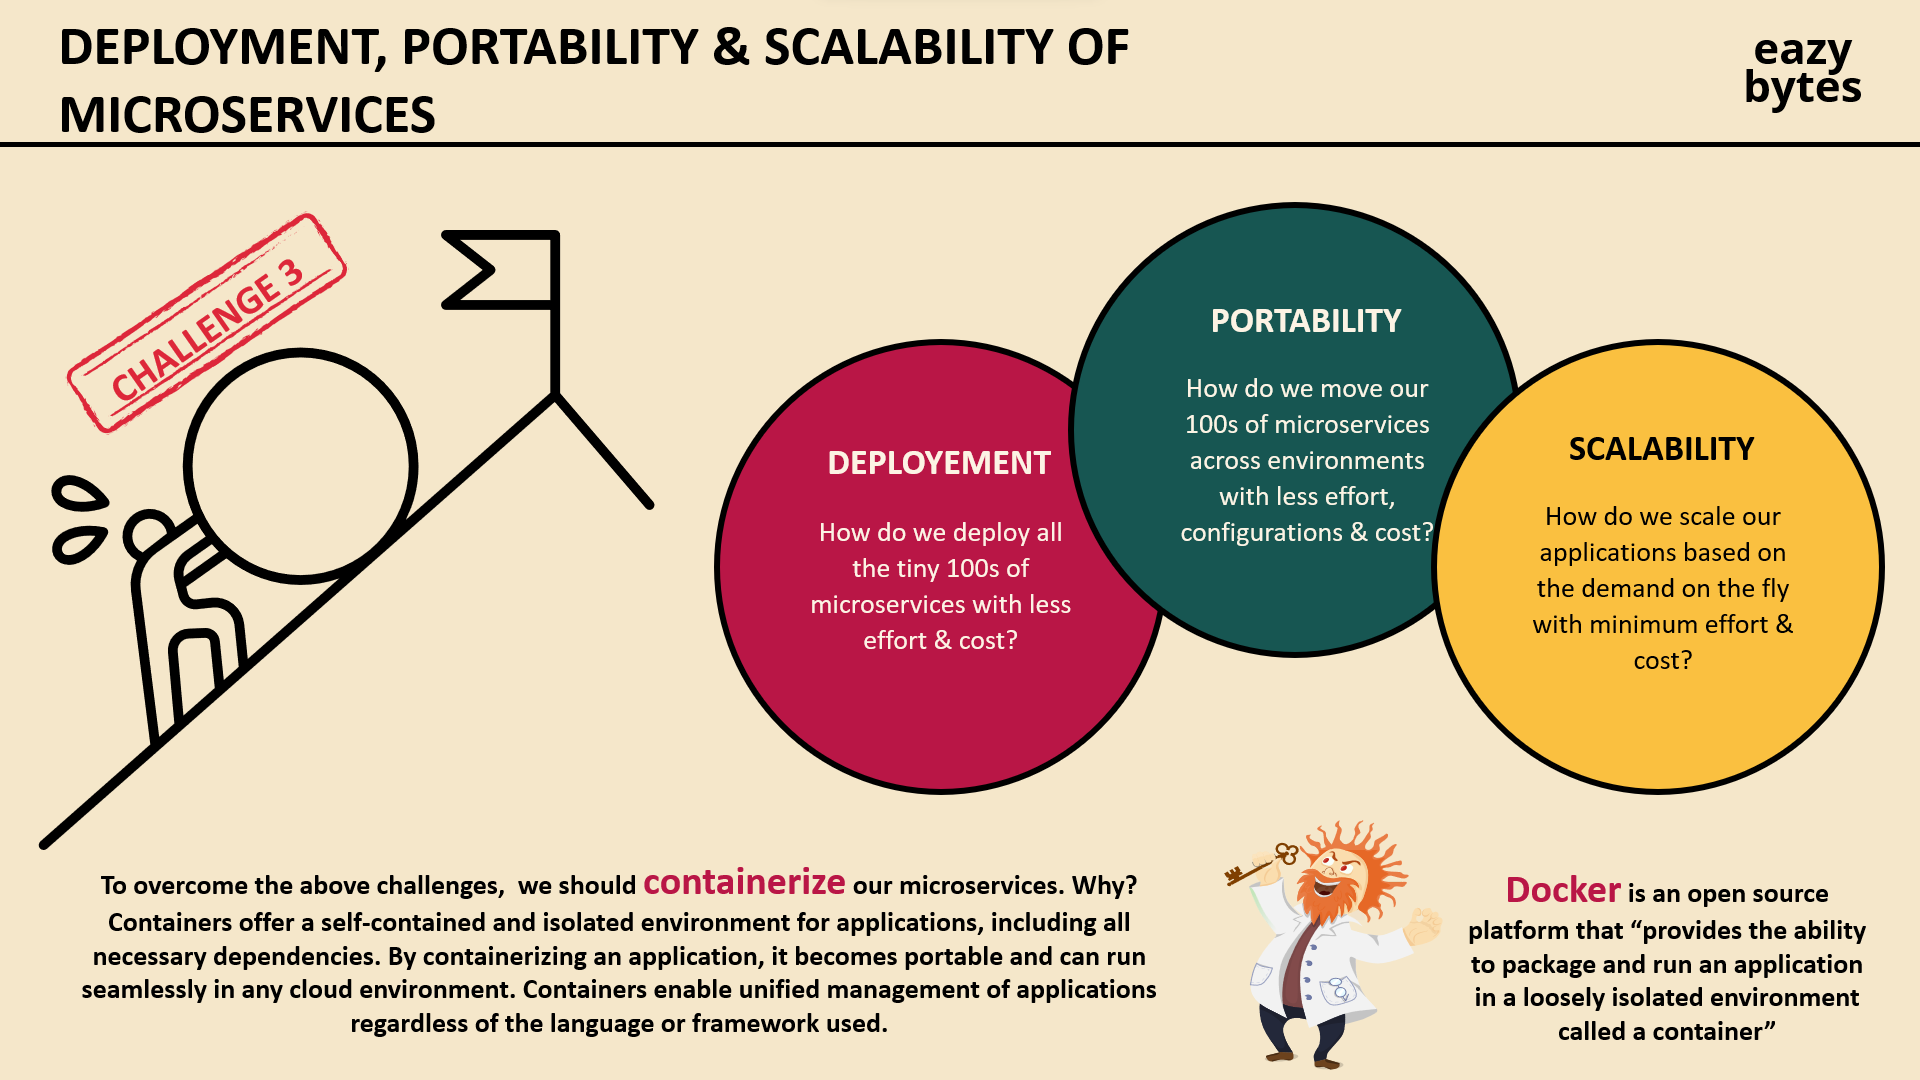 DEPLOYMENT, PORTABILITY & SCALABILITY OF
MICROSERVICES
eazy
bytes
CHALLENGE 3
DEPLOYEMENT
How do we deploy all
the tiny 100s of
microservices with less
effort & cost?
PORTABILITY
How do we move our
100s of microservices
across environments
with less effort,
configurations & cost?
SCALABILITY
How do we scale our
applications based on
the demand on the fly
with minimum effort &
cost?
To overcome the above challenges,  we should containerize our microservices. Why?
Containers offer a self-contained and isolated environment for applications, including all
necessary dependencies. By containerizing an application, it becomes portable and can run
seamlessly in any cloud environment. Containers enable unified management of applications
regardless of the language or framework used.
Docker is an open source
platform that “provides the ability
to package and run an application
in a loosely isolated environment
called a container”